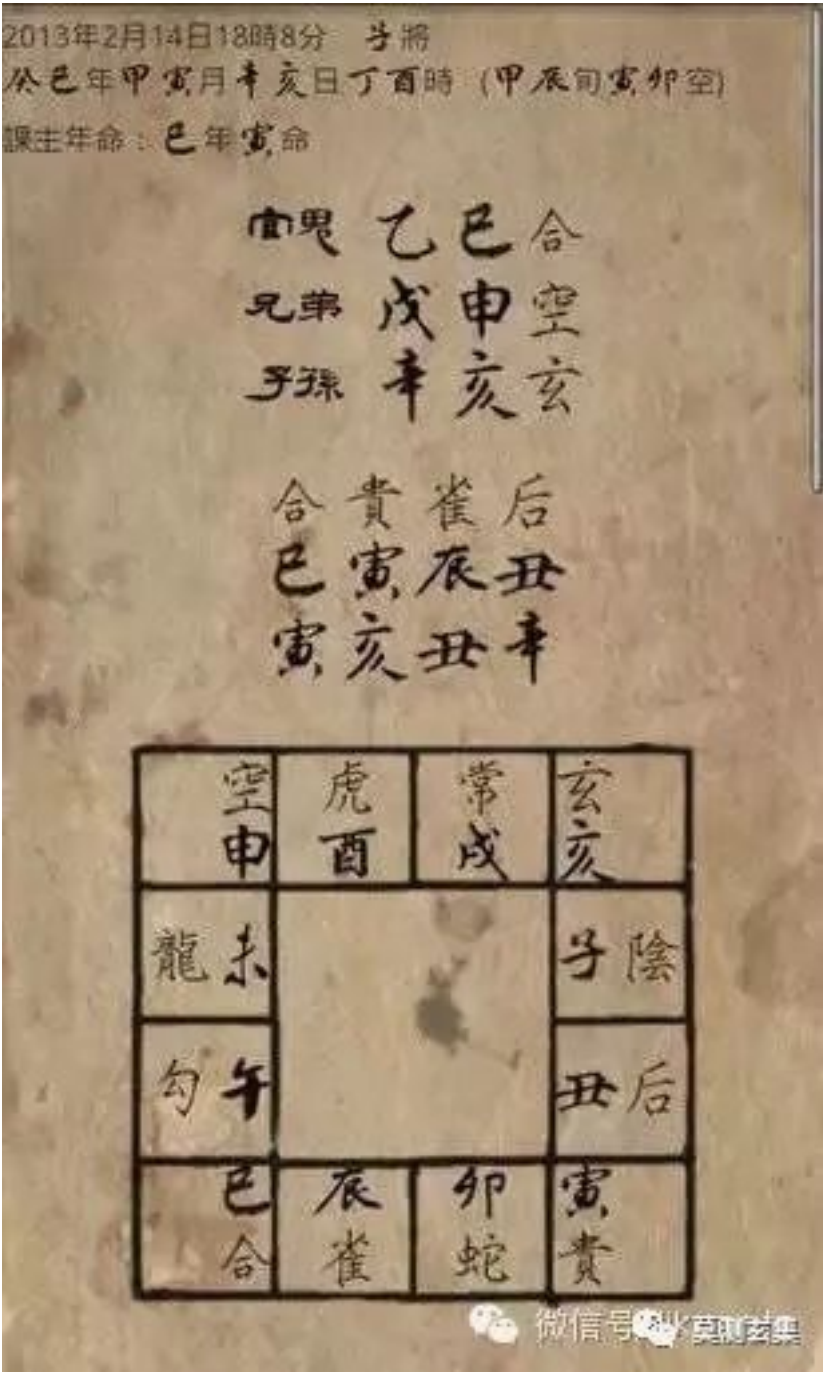 2013年2月14日18時8分 子將
癸巳年甲寅月辛亥日丁酉時 (甲辰旬寅卯空)
課主年命：巳年寅命
官鬼 乙巳合
兄弟 戊申空
子孫 辛亥玄
合貴雀后
巳寅辰丑
寅亥丑辛
空 虎 常 玄
申 酉 戌 亥
龍未 子陰
勾午 丑后
巳 辰 卯 寅
合 雀 蛇 貴
微信号